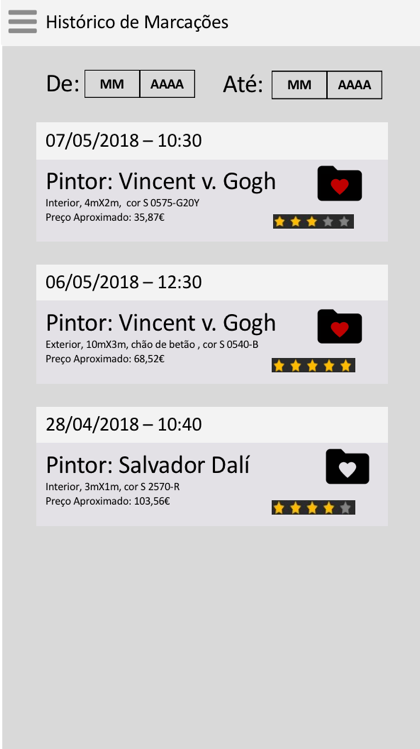 Histórico de Marcações
De: MM AAAA Até: MM AAAA
07/05/2018 – 10:30
Pintor: Vincent v. Gogh
Interior, 4mX2m, cor S 0575-G20Y
Preço Aproximado: 35,87€
06/05/2018 – 12:30
Pintor: Vincent v. Gogh
Exterior, 10mX3m, chão de betão , cor S 0540-B
Preço Aproximado: 68,52€
28/04/2018 – 10:40
Pintor: Salvador Dalí
Interior, 3mX1m, cor S 2570-R
Preço Aproximado: 103,56€